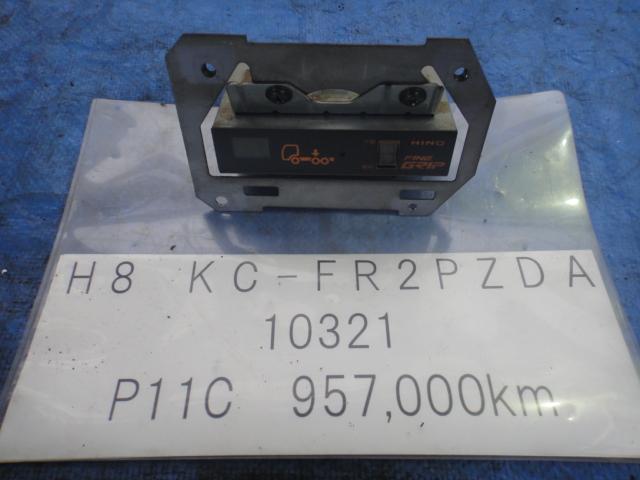 HINO
FINE
GRIP
H8 KC-FR2PZDA
10321
P11C 957,000km